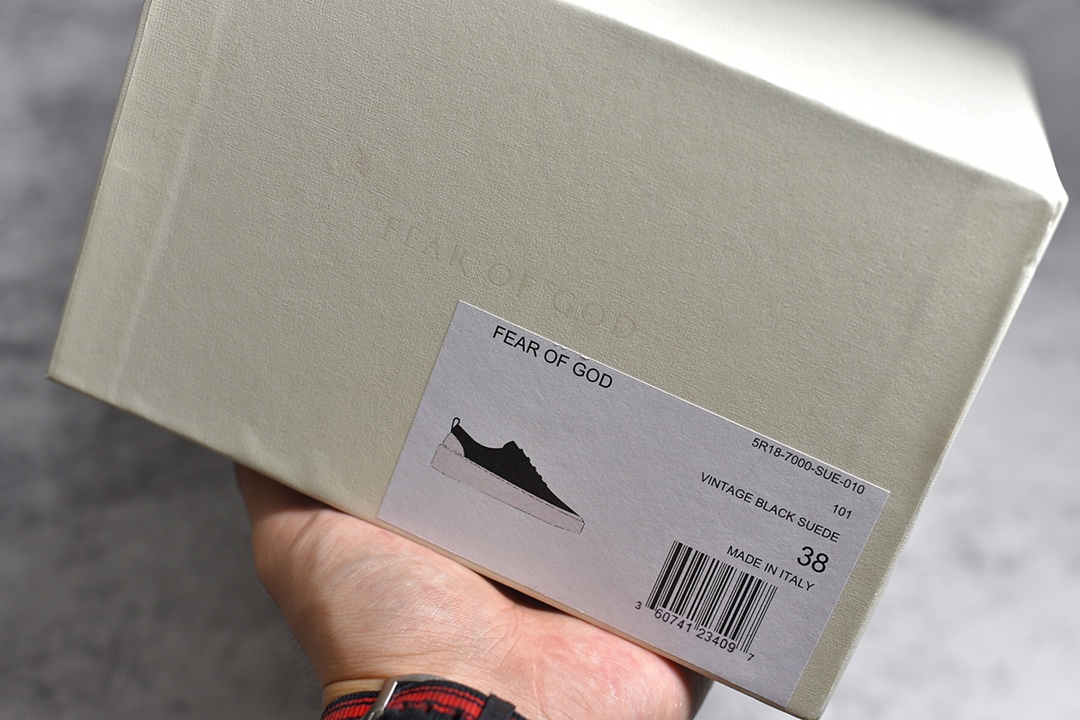 FEAR OF GOD
FEAR OF GOD
5R18-7000-SUE-010
101
VINTAGE BLACK SUEDE
38
MADE IN ITALY
3 60741 23409 7